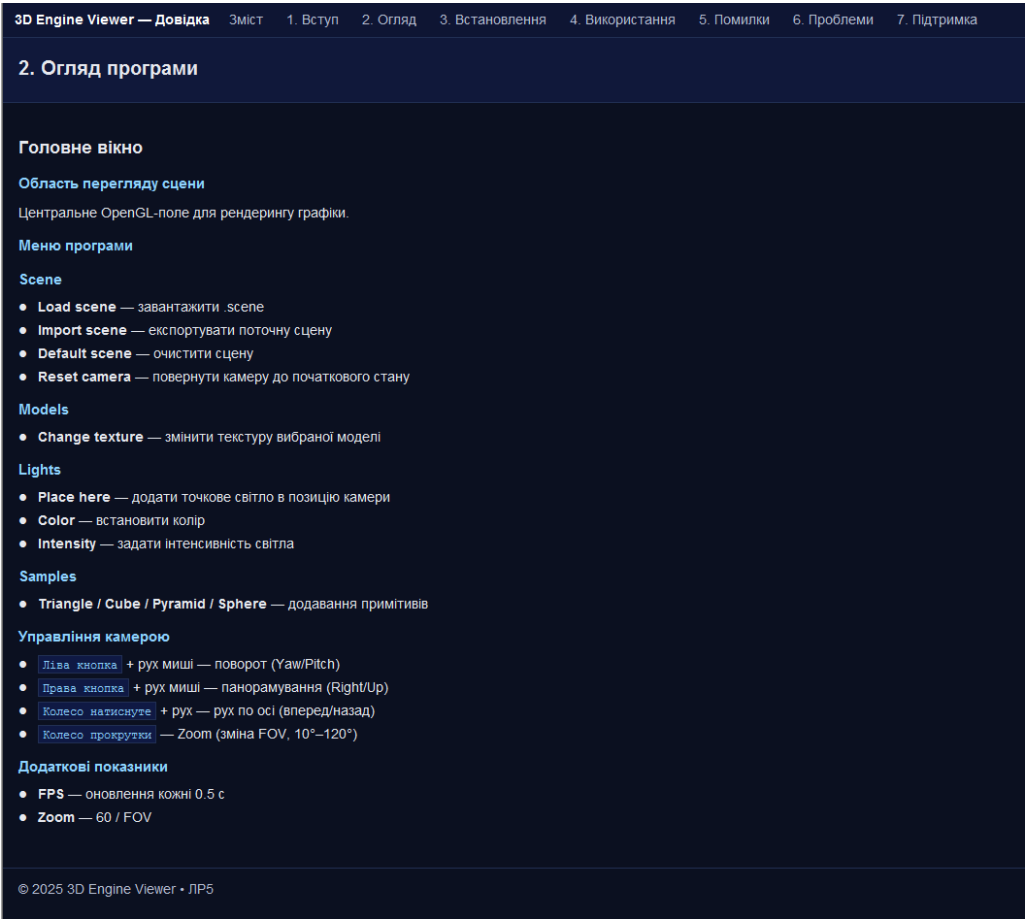 3D Engine Viewer — Довідка Зміст 1. Вступ 2. Огляд 3. Встановлення 4. Використання 5. Помилки 6. Проблеми 7. Підтримка
2. Огляд програми
Головне вікно
Область перегляду сцени
Центральне OpenGL-поле для рендерингу графіки.
Меню програми
Scene
● Load scene — завантажити .scene
● Import scene — експортувати поточну сцену
● Default scene — очистити сцену
● Reset camera — повернути камеру до початкового стану
Models
● Change texture — змінити текстуру вибраної моделі
Lights
● Place here — додати точкове світло в позицію камери
● Color — встановити колір
● Intensity — задати інтенсивність світла
Samples
● Triangle / Cube / Pyramid / Sphere — додавання примітивів
Управління камерою
● Ліва кнопка + рух миші — поворот (Yaw/Pitch)
● Права кнопка + рух миші — панорамування (Right/Up)
● Колесо натиснуте + рух — рух по осі (вперед/назад)
● Колесо прокрутки — Zoom (зміна FOV, 10°–120°)
Додаткові показники
● FPS — оновлення кожні 0.5 с
● Zoom — 60 / FOV
© 2025 3D Engine Viewer • ЛР5